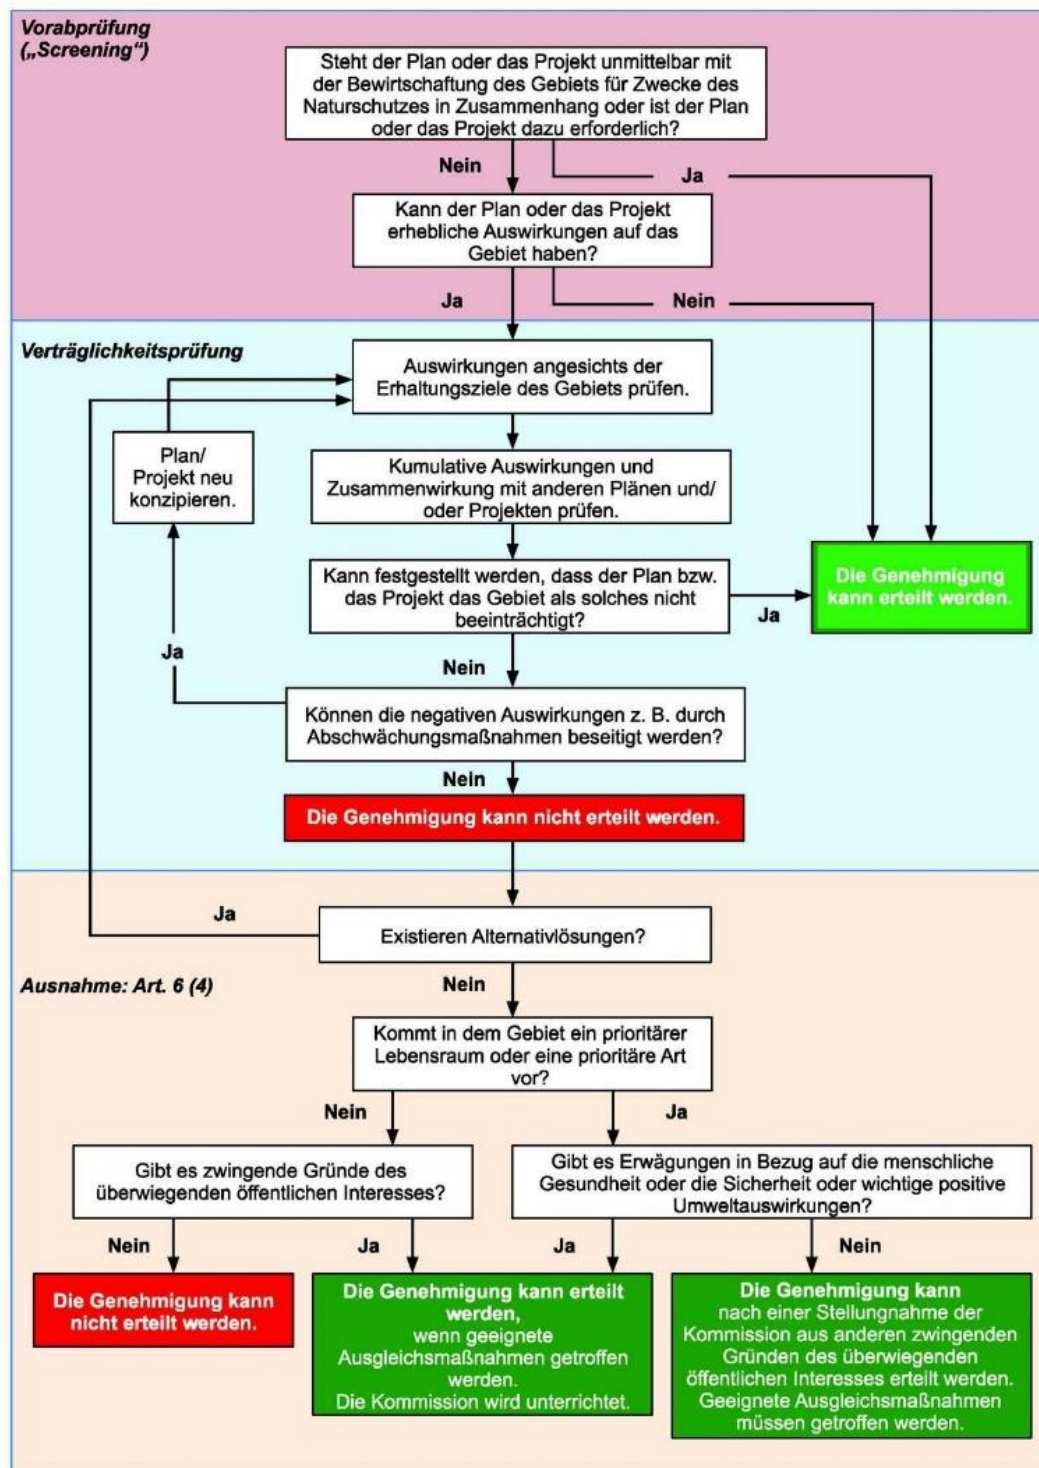 Vorabprüfung
(„Screening“)
Steht der Plan oder das Projekt unmittelbar mit
der Bewirtschaftung des Gebiets für Zwecke des
Naturschutzes in Zusammenhang oder ist der Plan
oder das Projekt dazu erforderlich?
Nein
Ja
Kann der Plan oder das Projekt
erhebliche Auswirkungen auf das
Gebiet haben?
Ja
Nein
Verträglichkeitsprüfung
Auswirkungen angesichts der
Erhaltungsziele des Gebiets prüfen.
Plan/
Projekt neu
konzipieren.
Kumulative Auswirkungen und
Zusammenwirkung mit anderen Plänen und/
oder Projekten prüfen.
Kann festgestellt werden, dass der Plan bzw.
das Projekt das Gebiet als solches nicht
beeinträchtigt?
Ja
Die Genehmigung
kann erteilt werden.
Nein
Ja
Können die negativen Auswirkungen z. B. durch
Abschwächungsmaßnahmen beseitigt werden?
Nein
Die Genehmigung kann nicht erteilt werden.
Ja
Existieren Alternativlösungen?
Ausnahme: Art. 6 (4)
Nein
Kommt in dem Gebiet ein prioritärer
Lebensraum oder eine prioritäre Art
vor?
Nein
Ja
Gibt es zwingende Gründe des
überwiegenden öffentlichen Interesses?
Gibt es Erwägungen in Bezug auf die menschliche
Gesundheit oder die Sicherheit oder wichtige positive
Umweltauswirkungen?
Nein
Ja
Ja
Nein
Die Genehmigung kann
nicht erteilt werden.
Die Genehmigung kann erteilt
werden,
wenn geeignete
Ausgleichsmaßnahmen getroffen
werden.
Die Kommission wird unterrichtet.
Die Genehmigung kann
nach einer Stellungnahme der
Kommission aus anderen zwingenden
Gründen des überwiegenden
öffentlichen Interesses erteilt werden.
Geeignete Ausgleichsmaßnahmen
müssen getroffen werden.